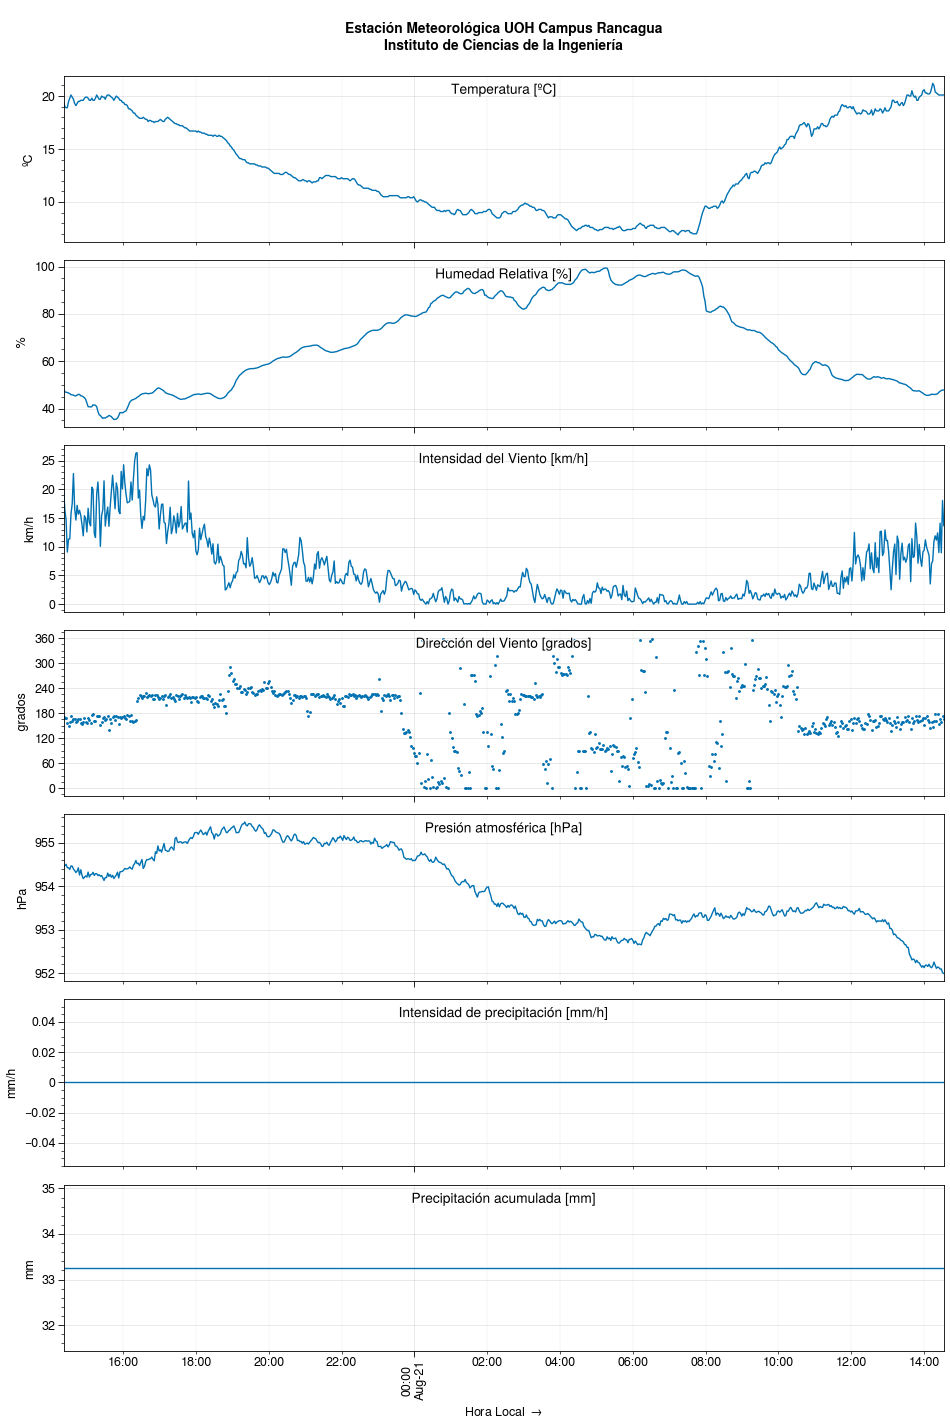 Estación Meteorológica UOH Campus Rancagua
Instituto de Ciencias de la Ingeniería
Temperatura [ºC]
ºC
20
15
10
Humedad Relativa [%]
%
100
80
60
40
Intensidad del Viento [km/h]
km/h
25
20
15
10
5
0
Dirección del Viento [grados]
grados
360
300
240
180
120
60
0
Presión atmosférica [hPa]
hPa
955
954
953
952
Intensidad de precipitación [mm/h]
mm/h
0.04
0.02
0
−0.02
−0.04
Precipitación acumulada [mm]
mm
35
34
33
32
16:00 18:00 20:00 22:00 00:00 02:00 04:00 06:00 08:00 10:00 12:00 14:00
Aug-21
Hora Local →